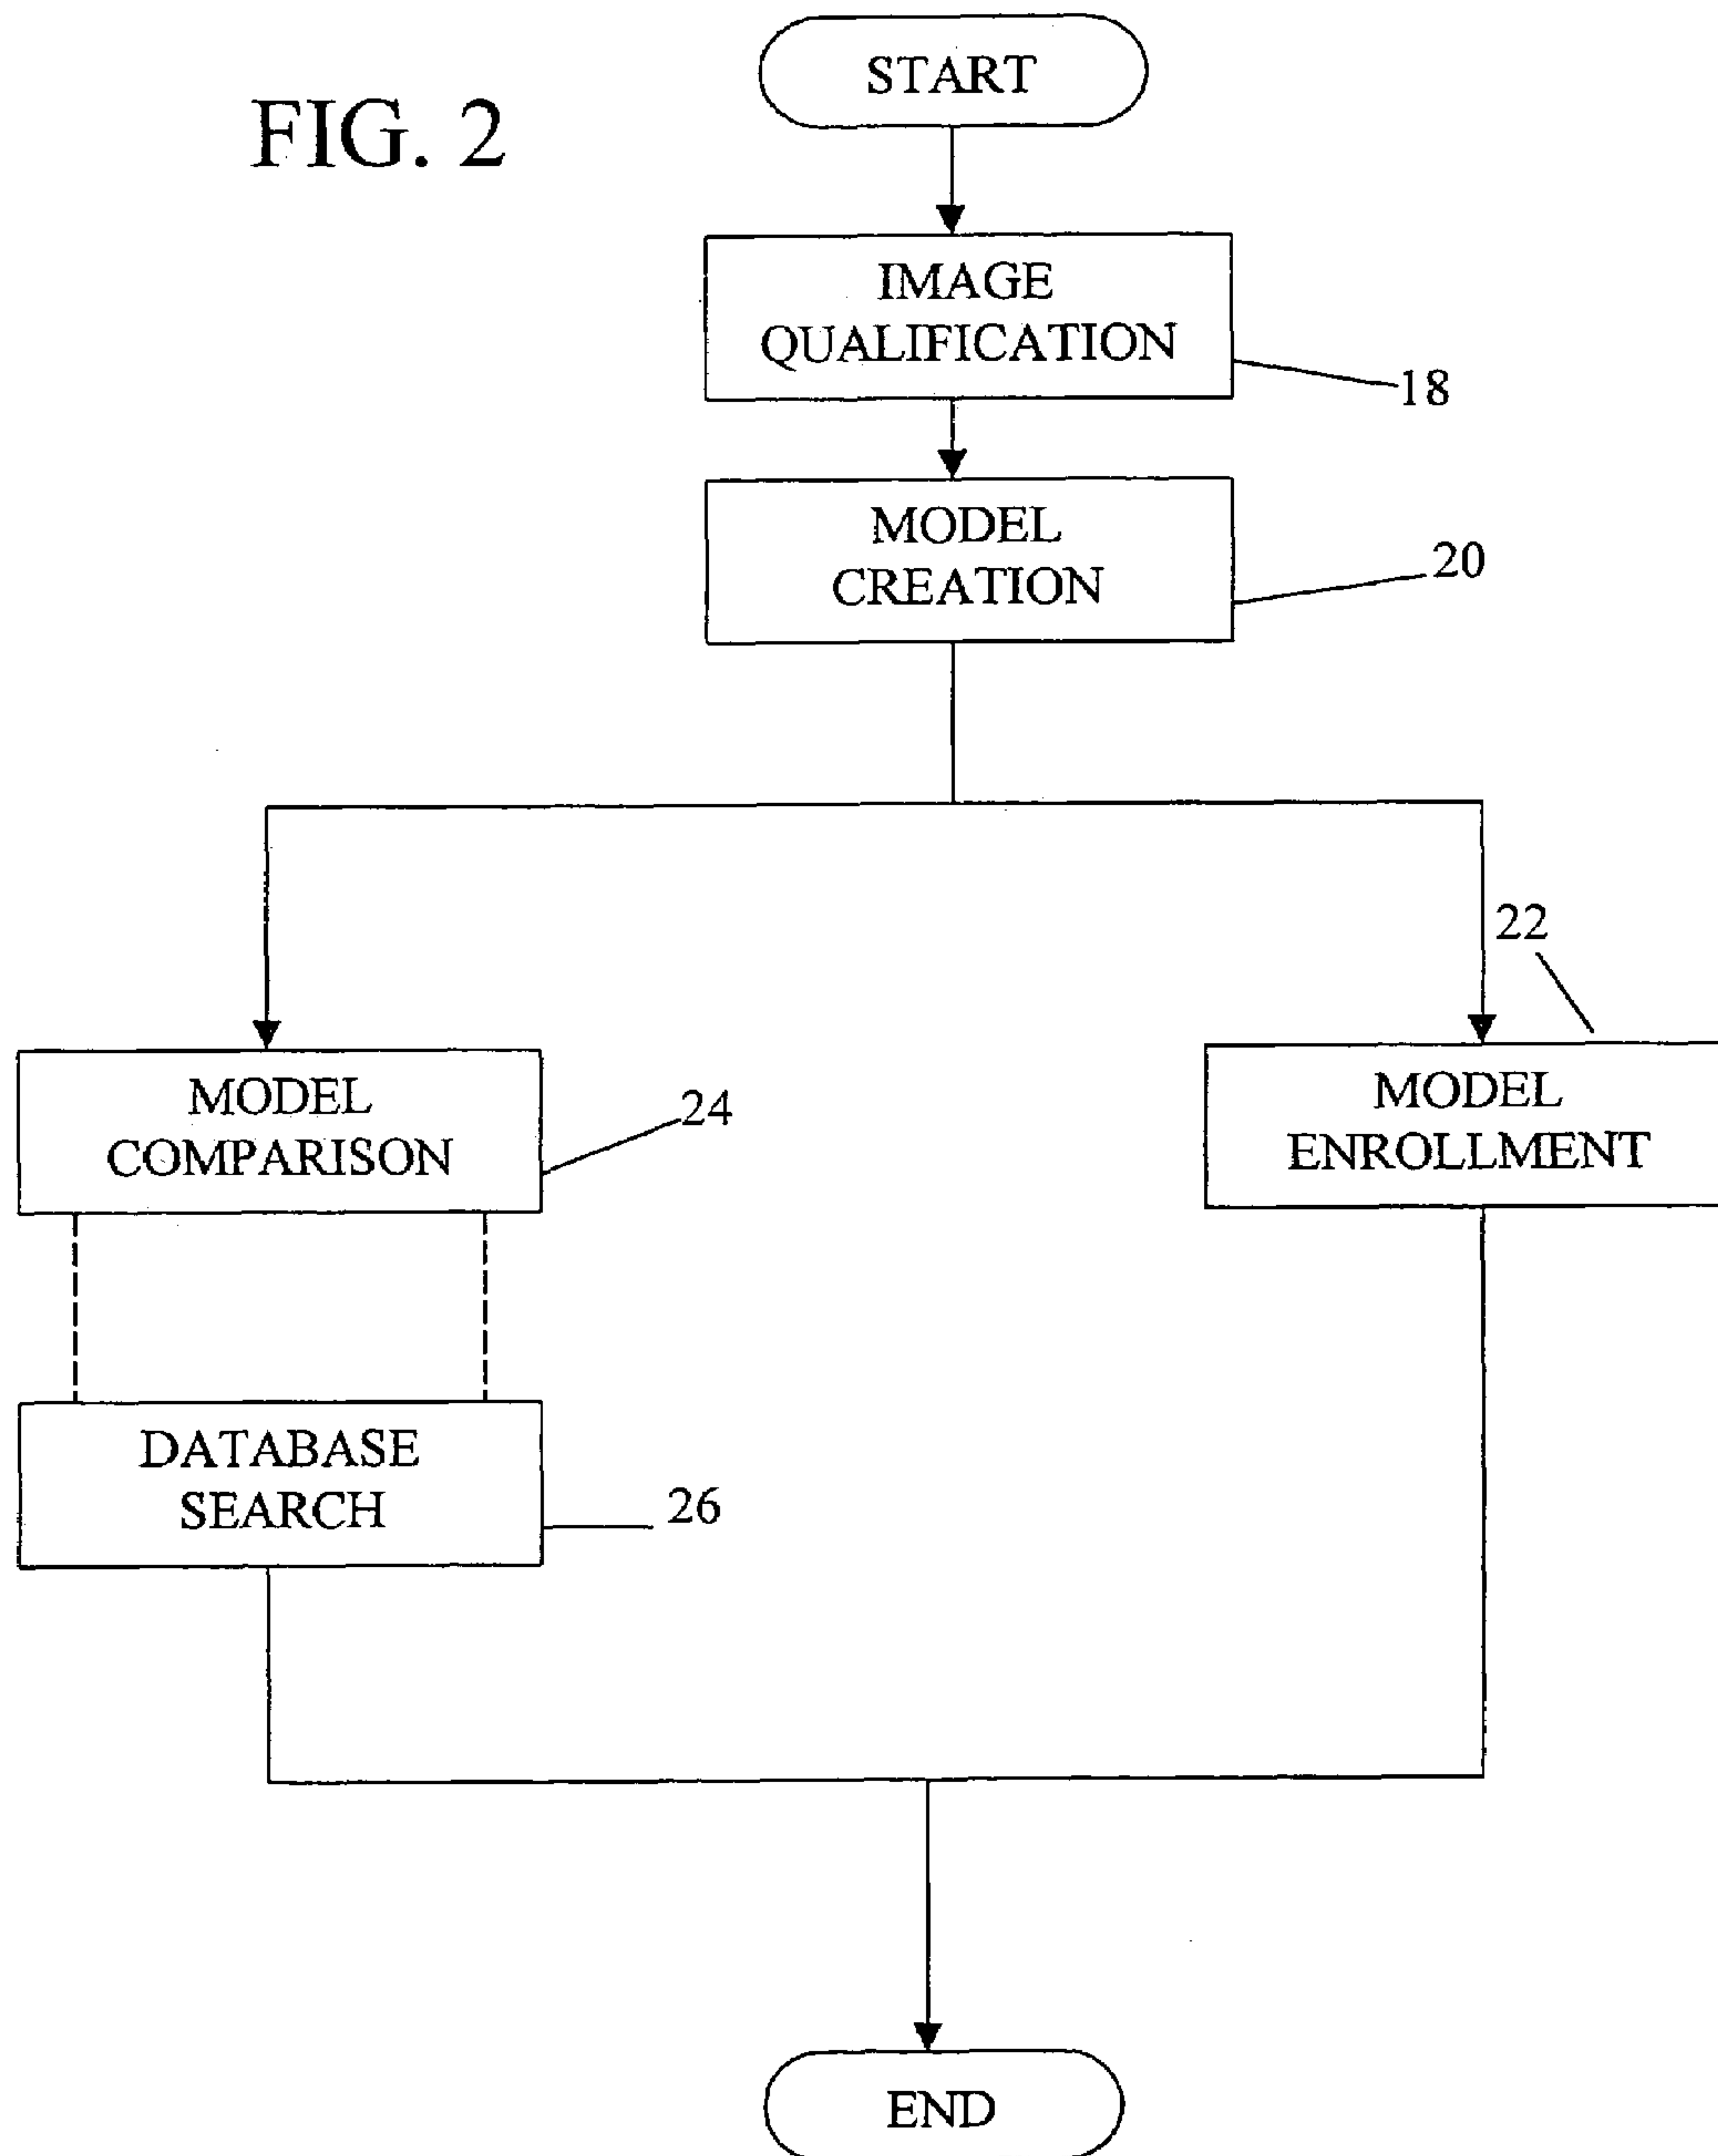 FIG. 2
START
IMAGE
QUALIFICATION
18
MODEL
CREATION
20
22
MODEL
COMPARISON
24
MODEL
ENROLLMENT
DATABASE
SEARCH
26
END